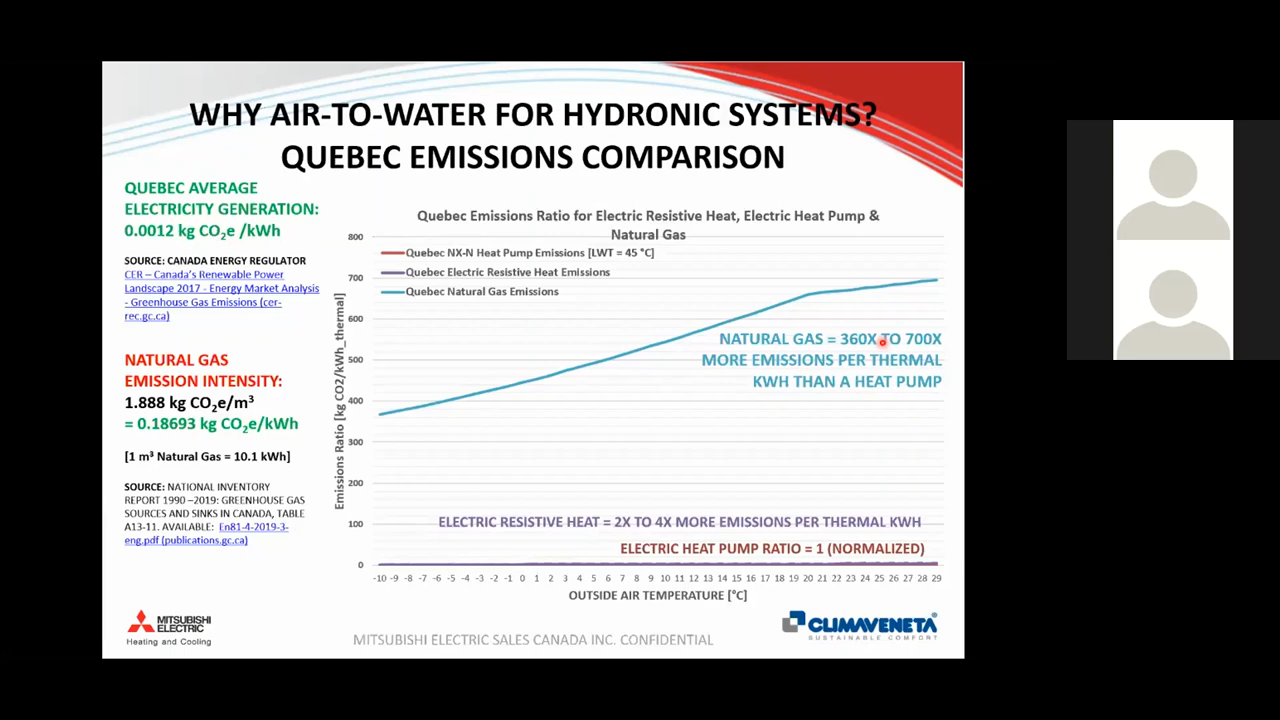 WHY AIR-TO-WATER FOR HYDRONIC SYSTEMS?
QUEBEC EMISSIONS COMPARISON
QUEBEC AVERAGE
ELECTRICITY GENERATION:
0.0012 kg CO₂e /kWh
SOURCE: CANADA ENERGY REGULATOR
CER – Canada's Renewable Power
Landscape 2017 - Energy Market Analysis
- Greenhouse Gas Emissions (cer-
rec.gc.ca)
NATURAL GAS
EMISSION INTENSITY:
1.888 kg CO₂e/m³
= 0.18693 kg CO₂e/kWh
[1 m³ Natural Gas = 10.1 kWh]
SOURCE: NATIONAL INVENTORY
REPORT 1990 –2019: GREENHOUSE GAS
SOURCES AND SINKS IN CANADA, TABLE
A13-11. AVAILABLE: En81-4-2019-3-
eng.pdf (publications.gc.ca)
Quebec Emissions Ratio for Electric Resistive Heat, Electric Heat Pump &
Natural Gas
Quebec NX-N Heat Pump Emissions [LWT = 45 °C]
Quebec Electric Resistive Heat Emissions
Quebec Natural Gas Emissions
Emissions Ratio [kg CO2/kWh_thermal]
800
700
600
500
400
300
200
100
0
NATURAL GAS = 360X TO 700X
MORE EMISSIONS PER THERMAL
KWH THAN A HEAT PUMP
ELECTRIC RESISTIVE HEAT = 2X TO 4X MORE EMISSIONS PER THERMAL KWH
ELECTRIC HEAT PUMP RATIO = 1 (NORMALIZED)
-10 -9 -8 -7 -6 -5 -4 -3 -2 -1 0 1 2 3 4 5 6 7 8 9 10 11 12 13 14 15 16 17 18 19 20 21 22 23 24 25 26 27 28 29
OUTSIDE AIR TEMPERATURE [°C]
MITSUBISHI
ELECTRIC
Heating and Cooling
MITSUBISHI ELECTRIC SALES CANADA INC. CONFIDENTIAL
CLIMAVENETA
SUSTAINABLE COMFORT